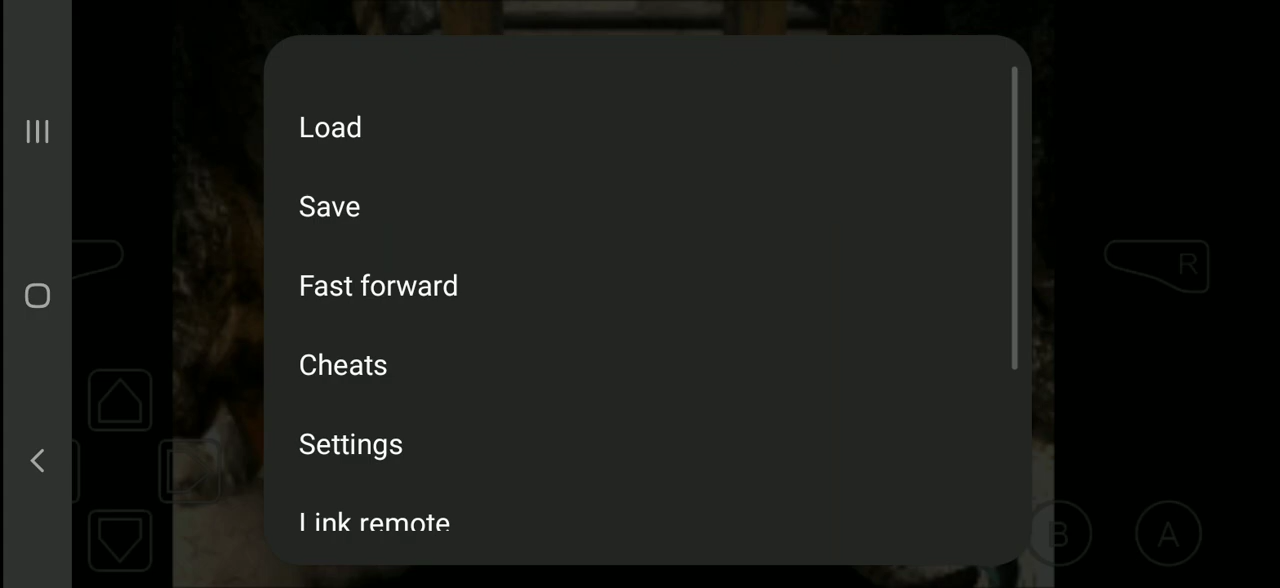 Load
Save
Fast forward
R
Cheats
Settings
Link remote
B
A